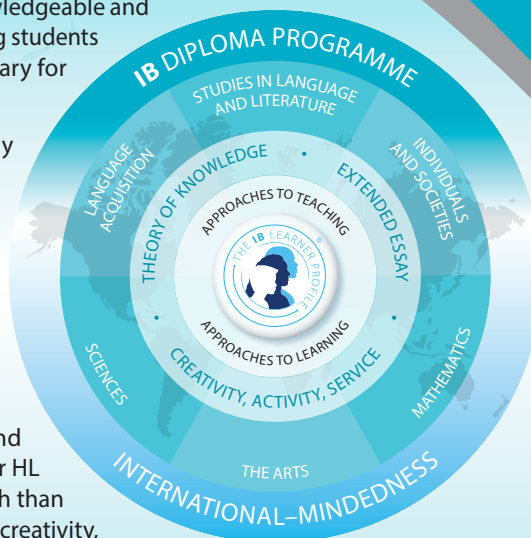 and
students
ary for
y
nd
r HL
h than
creativity,
IB DIPLOMA PROGRAMME
STUDIES IN LANGUAGE
AND LITERATURE
LANGUAGE
ACQUISITION
INDIVIDUALS
AND SOCIETIES
THEORY OF KNOWLEDGE
EXTENDED ESSAY
APPROACHES TO TEACHING
THE IB LEARNER PROFILE
®
APPROACHES TO LEARNING
CREATIVITY, ACTIVITY, SERVICE
SCIENCES
MATHEMATICS
THE ARTS
INTERNATIONAL–MINDEDNESS